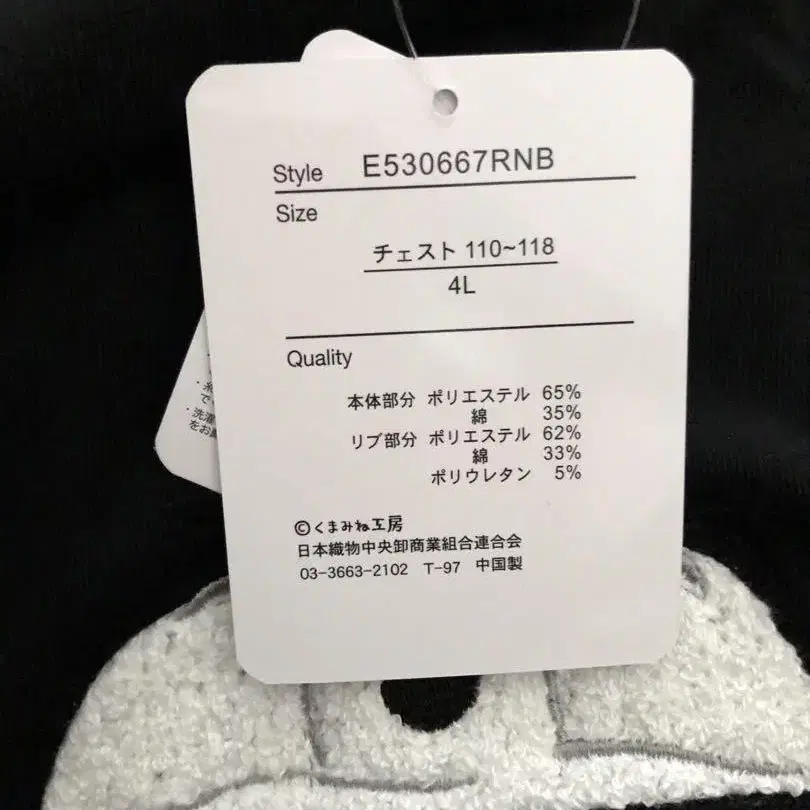 Style E530667RNB
Size
チェスト 110~118
4L
Quality
本体部分 ポリエステル 65%
綿 35%
リブ部分 ポリエステル 62%
綿 33%
ポリウレタン 5%
©くまみね工房
日本織物中央卸商業組合連合会
03-3663-2102 T-97 中国製